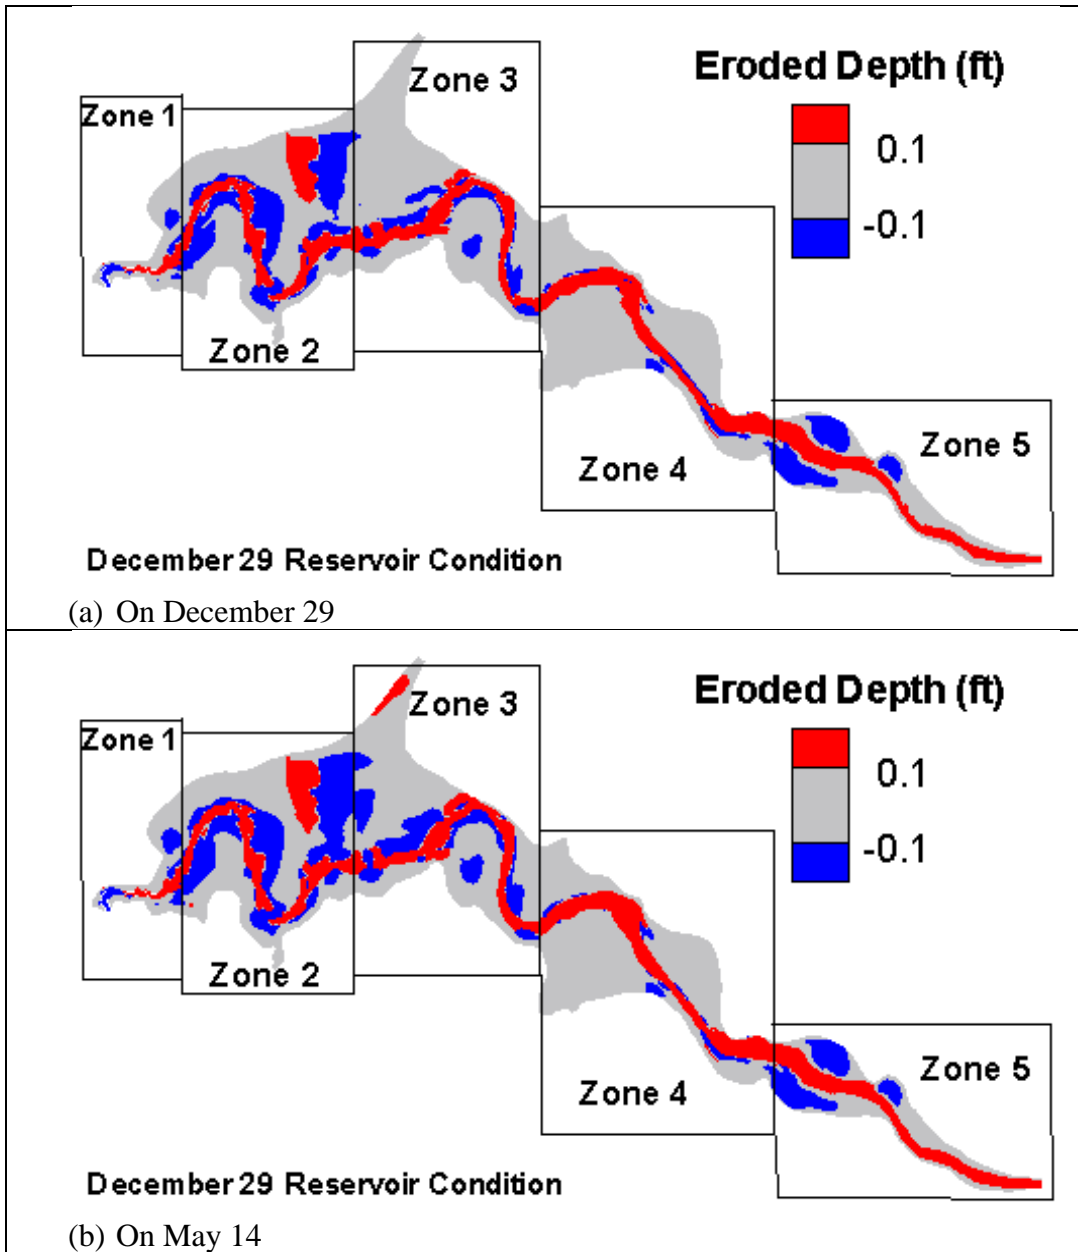 Eroded Depth (ft)
Zone 3
Zone 1
0.1
-0.1
Zone 2
Zone 5
Zone 4
December 29 Reservoir Condition
(a) On December 29
Eroded Depth (ft)
Zone 3
Zone 1
0.1
-0.1
Zone 2
Zone 5
Zone 4
December 29 Reservoir Condition
(b) On May 14